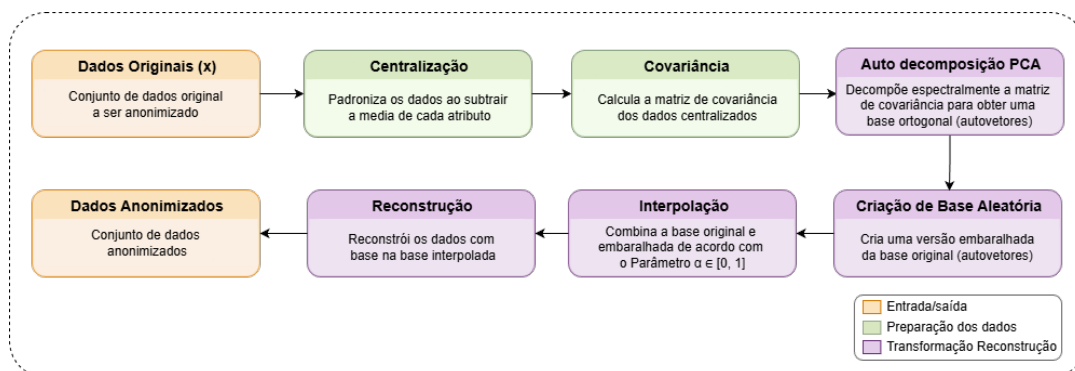 Dados Originais (x)
Conjunto de dados original
a ser anonimizado
Centralização
Padroniza os dados ao subtrair
a media de cada atributo
Covariância
Calcula a matriz de covariância
dos dados centralizados
Auto decomposição PCA
Decompõe espectralmente a matriz
de covariância para obter uma
base ortogonal (autovetores)
Dados Anonimizados
Conjunto de dados
anonimizados
Reconstrução
Reconstrói os dados com
base na base interpolada
Interpolação
Combina a base original e
embaralhada de acordo com
o Parâmetro α ∈ [0, 1]
Criação de Base Aleatória
Cria uma versão embaralhada
da base original (autovetores)
Entrada/saída
Preparação dos dados
Transformação Reconstrução